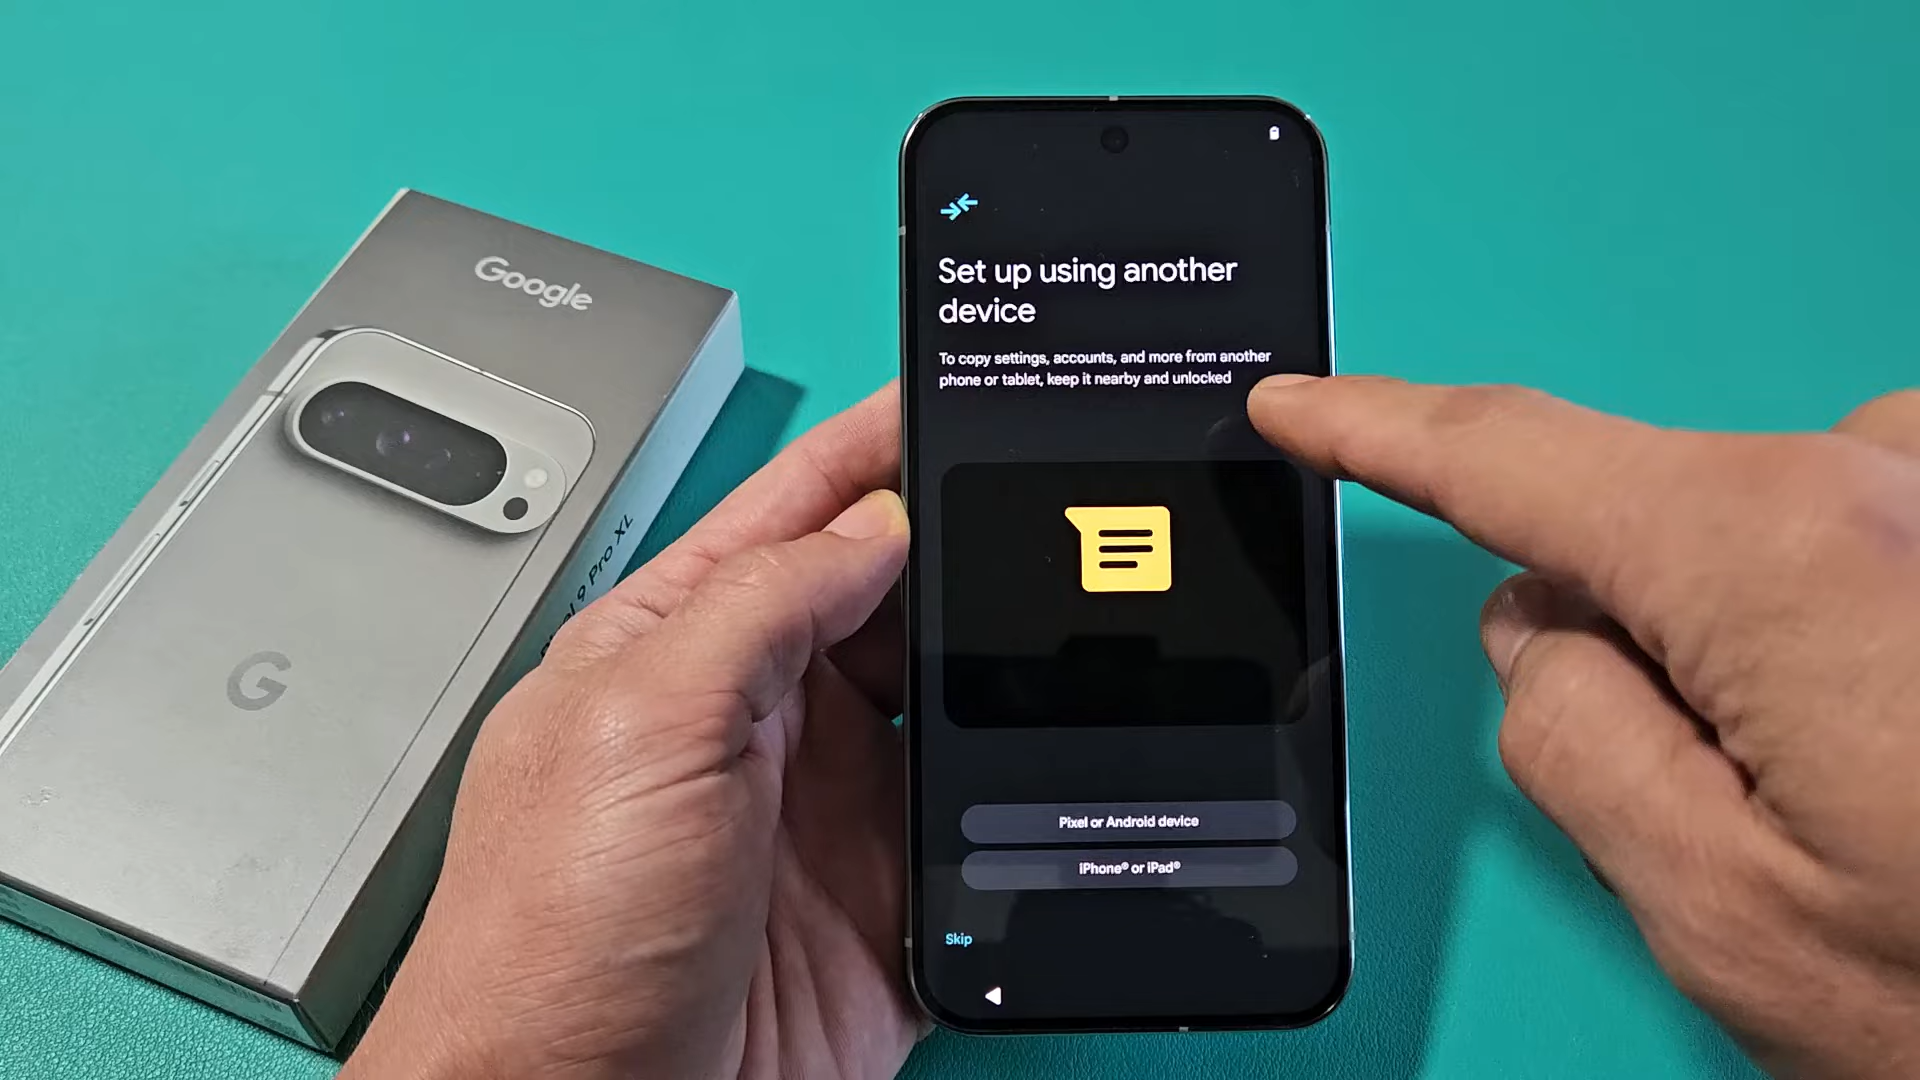 Google
G
9 Pro XL
Set up using another
device
To copy settings, accounts, and more from another
phone or tablet, keep it nearby and unlocked
Pixel or Android device
iPhone® or iPad®
Skip